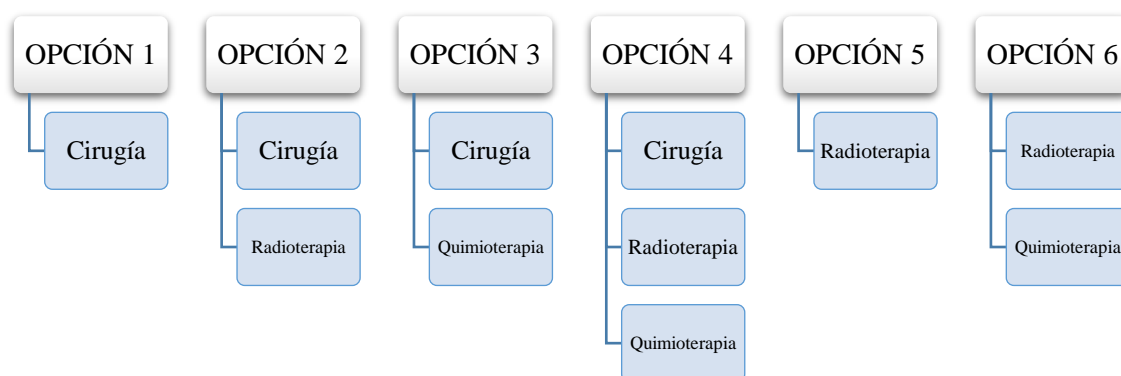 OPCIÓN 1
Cirugía
OPCIÓN 2
Cirugía
Radioterapia
OPCIÓN 3
Cirugía
Quimioterapia
OPCIÓN 4
Cirugía
Radioterapia
Quimioterapia
OPCIÓN 5
Radioterapia
OPCIÓN 6
Radioterapia
Quimioterapia